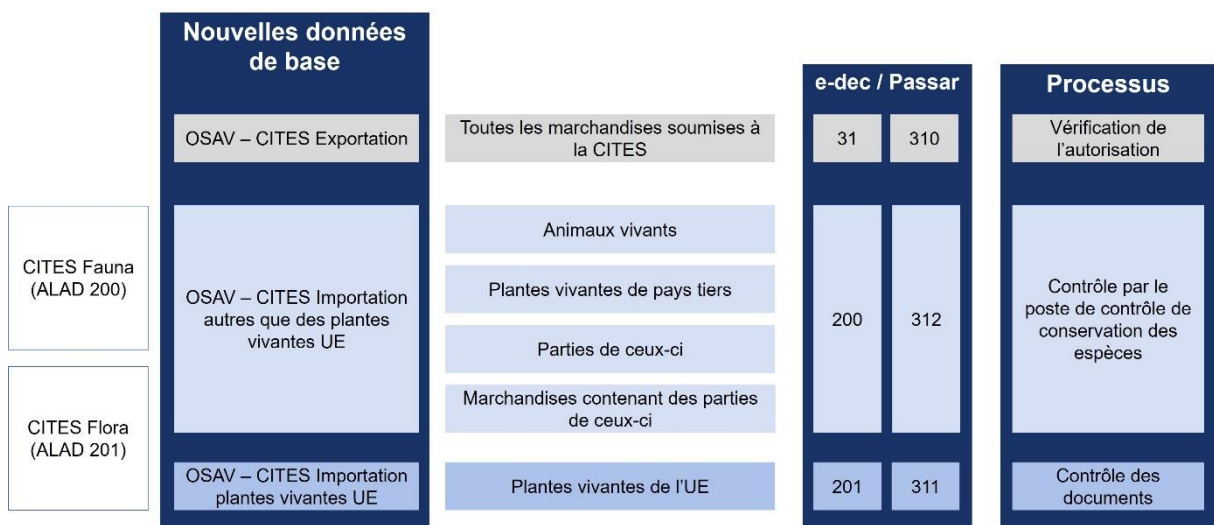 Nouvelles données
de base
e-dec / Passar
Processus
OSAV – CITES Exportation
Toutes les marchandises soumises à
la CITES
31
310
Vérification de
l'autorisation
CITES Fauna
(ALAD 200)
OSAV – CITES Importation
autres que des plantes
vivantes UE
Animaux vivants
Plantes vivantes de pays tiers
Parties de ceux-ci
Marchandises contenant des parties
de ceux-ci
200
312
Contrôle par le
poste de contrôle de
conservation des
espèces
CITES Flora
(ALAD 201)
OSAV – CITES Importation
plantes vivantes UE
Plantes vivantes de l'UE
201
311
Contrôle des
documents